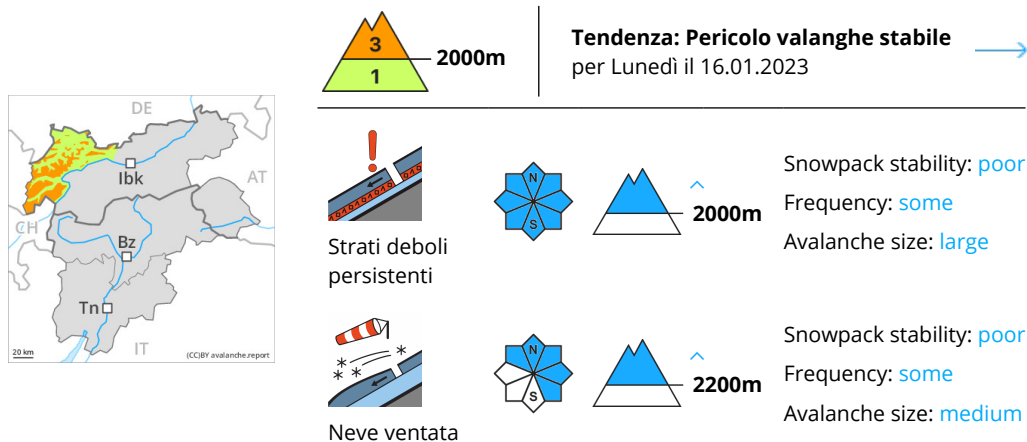 3
1
2000m
Tendenza: Pericolo valanghe stabile
per Lunedì il 16.01.2023
DE
AT
CH
IT
Ibk
Bz
Tn
20 km
(CC)BY avalanche.report
Strati deboli
persistenti
N
S
2000m
Snowpack stability: poor
Frequency: some
Avalanche size: large
Neve ventata
N
S
2200m
Snowpack stability: poor
Frequency: some
Avalanche size: medium